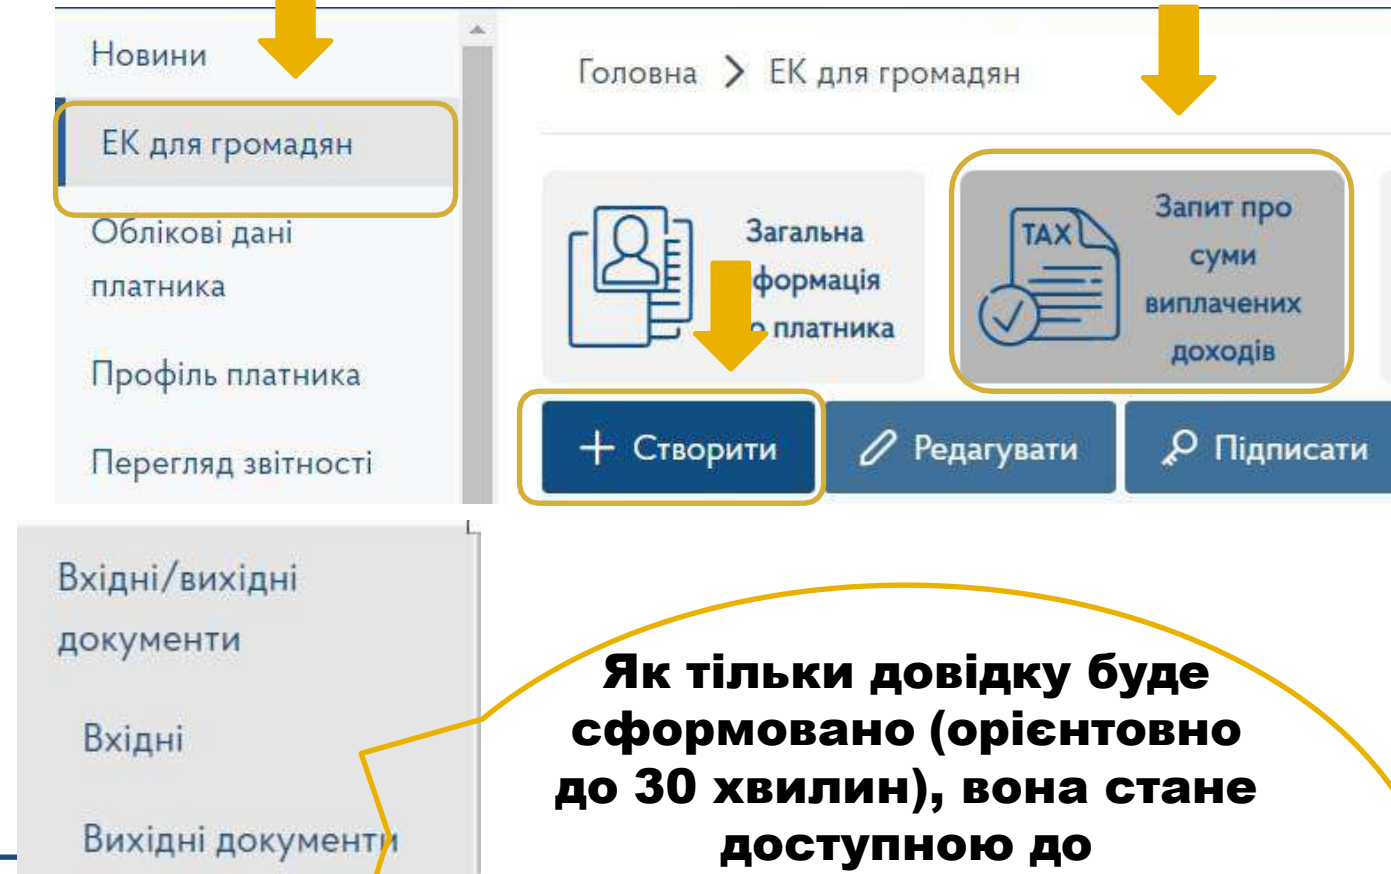 Новини
ЕК для громадян
Облікові дані
платника
Профіль платника
Перегляд звітності
Головна > ЕК для громадян
Загальна
формація
о платника
TAX
Запит про
суми
виплачених
доходів
+ Створити
Редагувати
Підписати
Вхідні/вихідні
документи
Вхідні
Вихідні документи
Як тільки довідку буде
сформовано (орієнтовно
до 30 хвилин), вона стане
доступною до